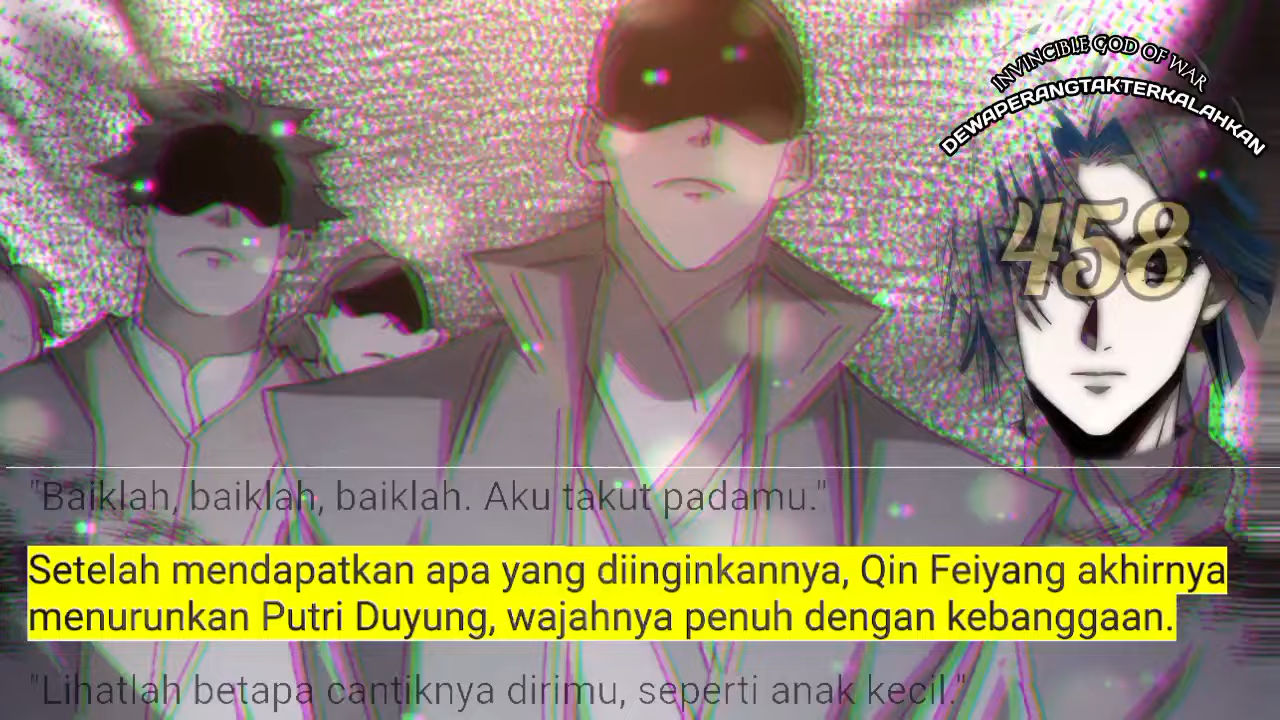 INVINCIBLE GOD OF WAR
DEWAPERANGTAKTERKALAHKAN
458
"Baiklah, baiklah, baiklah. Aku takut padamu."
Setelah mendapatkan apa yang diinginkannya, Qin Feiyang akhirnya
menurunkan Putri Duyung, wajahnya penuh dengan kebanggaan.
"Lihatlah betapa cantiknya dirimu, seperti anak kecil."